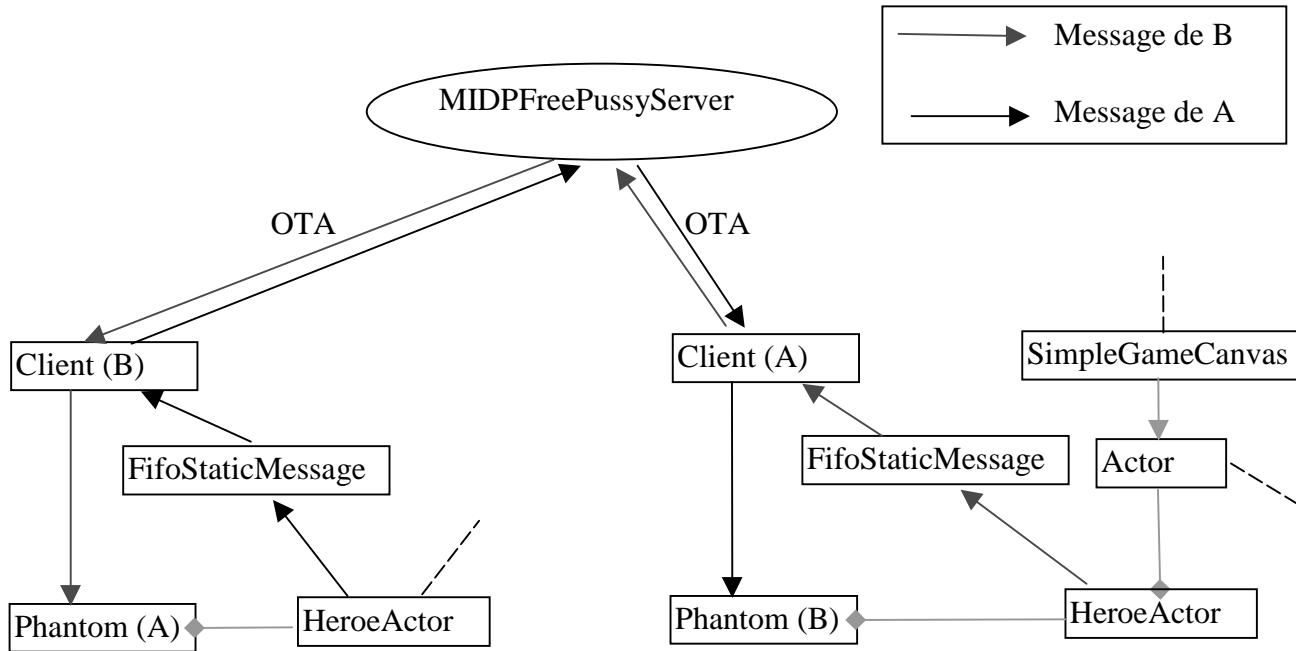 Message de B
MIDPFreePussyServer
Message de A
OTA
OTA
Client (B)
Client (A)
SimpleGameCanvas
FifoStaticMessage
FifoStaticMessage
Actor
Phantom (A)
HeroeActor
Phantom (B)
HeroeActor